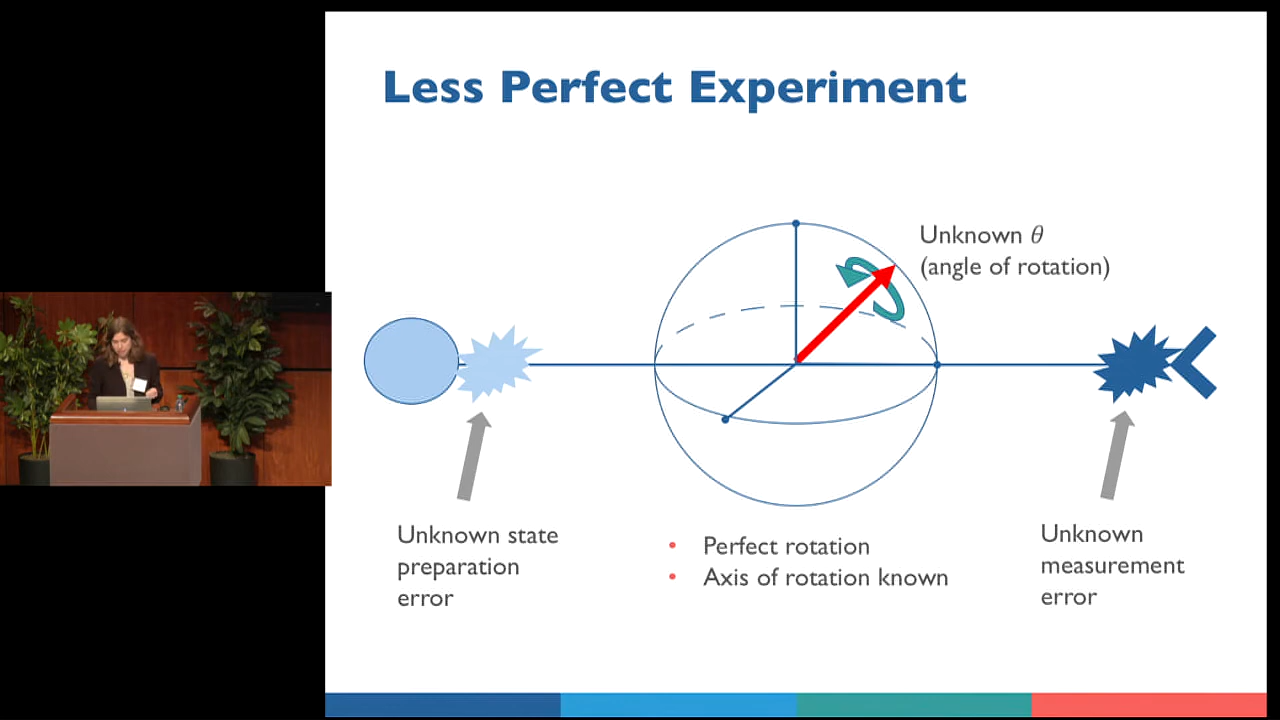 Less Perfect Experiment
Unknown θ
(angle of rotation)
Unknown state
preparation
error
• Perfect rotation
• Axis of rotation known
Unknown
measurement
error